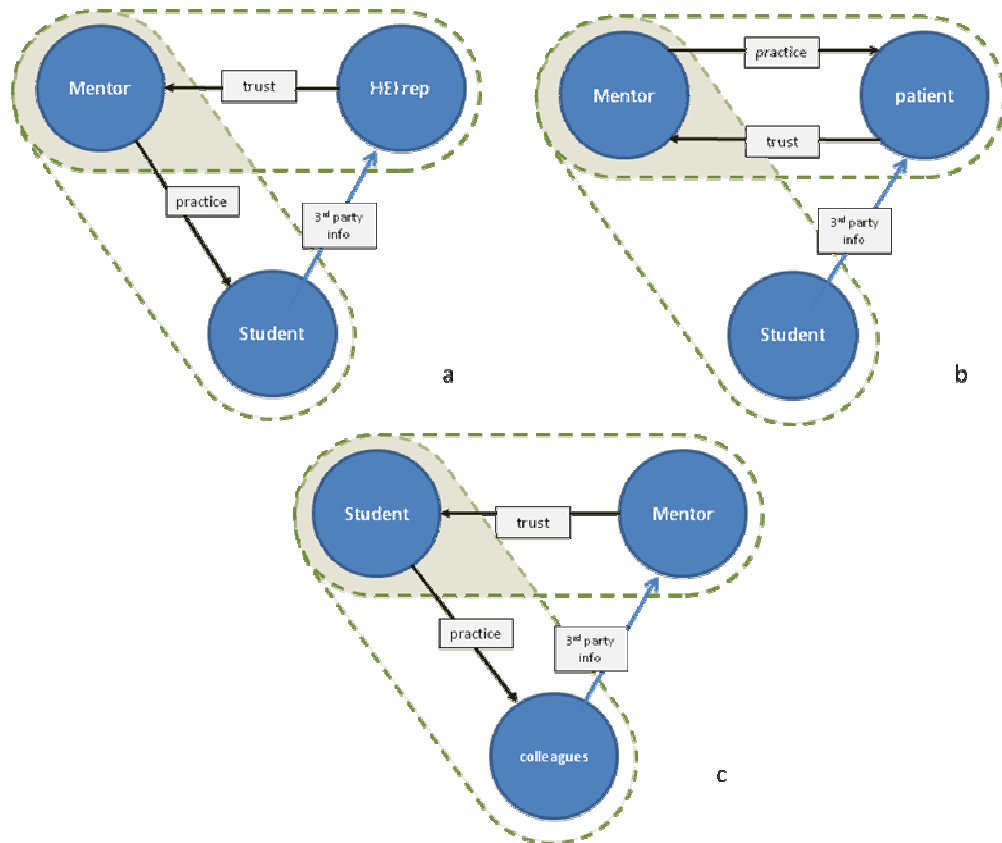 Mentor
trust
HEI rep
practice
3rd party
info
Student
a
practice
Mentor
patient
trust
3rd party
info
Student
b
Student
trust
Mentor
practice
3rd party
info
colleagues
c